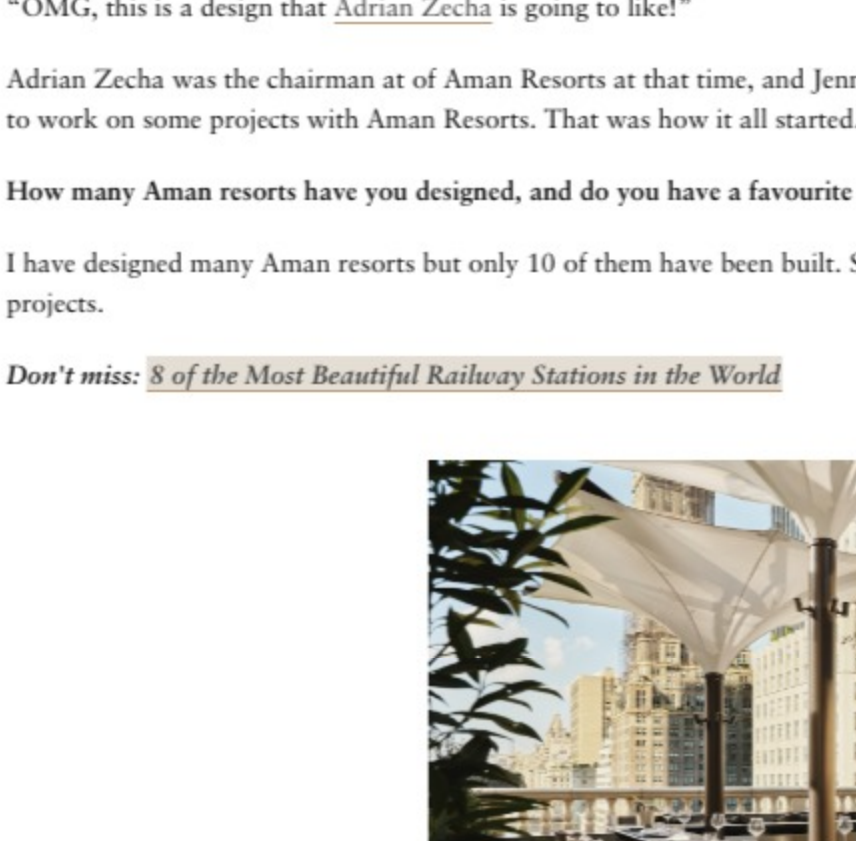 “OMG, this is a design that Adrian Zecha is going to like!”
Adrian Zecha was the chairman at of Aman Resorts at that time, and
to work on some projects with Aman Resorts. That was how it all started.
How many Aman resorts have you designed, and do you have a favourite
I have designed many Aman resorts but only 10 of them have been built.
projects.
Don't miss: 8 of the Most Beautiful Railway Stations in the World